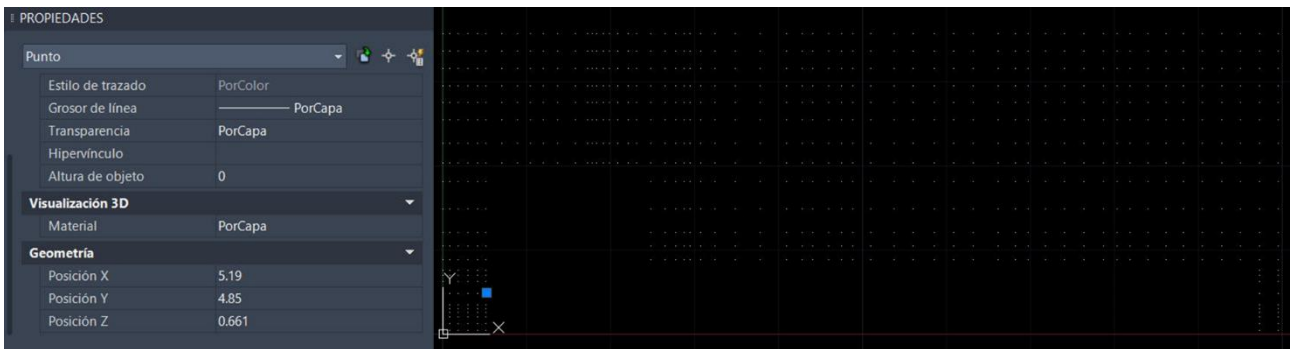 PROPIEDADES
Punto
Estilo de trazado PorColor
Grosor de línea PorCapa
Transparencia PorCapa
Hipervínculo
Altura de objeto 0
Visualización 3D
Material PorCapa
Geometría
Posición X 5.19
Posición Y 4.85
Posición Z 0.661
Y
X